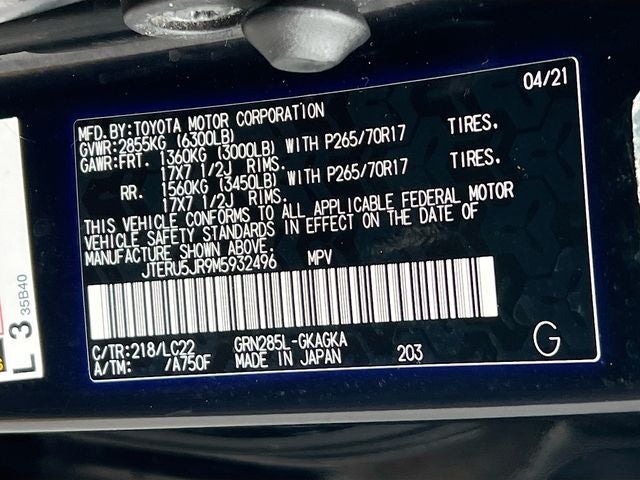 04/21
MFD. BY: TOYOTA MOTOR CORPORATION
GVWR: 2855KG (6300LB)
GAWR: FRT. 1360KG (3000LB) WITH P265/70R17 TIRES.
17X7 1/2J RIMS.
RR. 1560KG (3450LB) WITH P265/70R17 TIRES.
17X7 1/2J RIMS.
THIS VEHICLE CONFORMS TO ALL APPLICABLE FEDERAL MOTOR
VEHICLE SAFETY STANDARDS IN EFFECT ON THE DATE OF
MANUFACTURE SHOWN ABOVE.
JTERU5JR9M5932496 MPV
C/TR: 218/LC22 GRN285L-GKAGKA
A/TM: /A750F MADE IN JAPAN 203
G
L 3 35B40